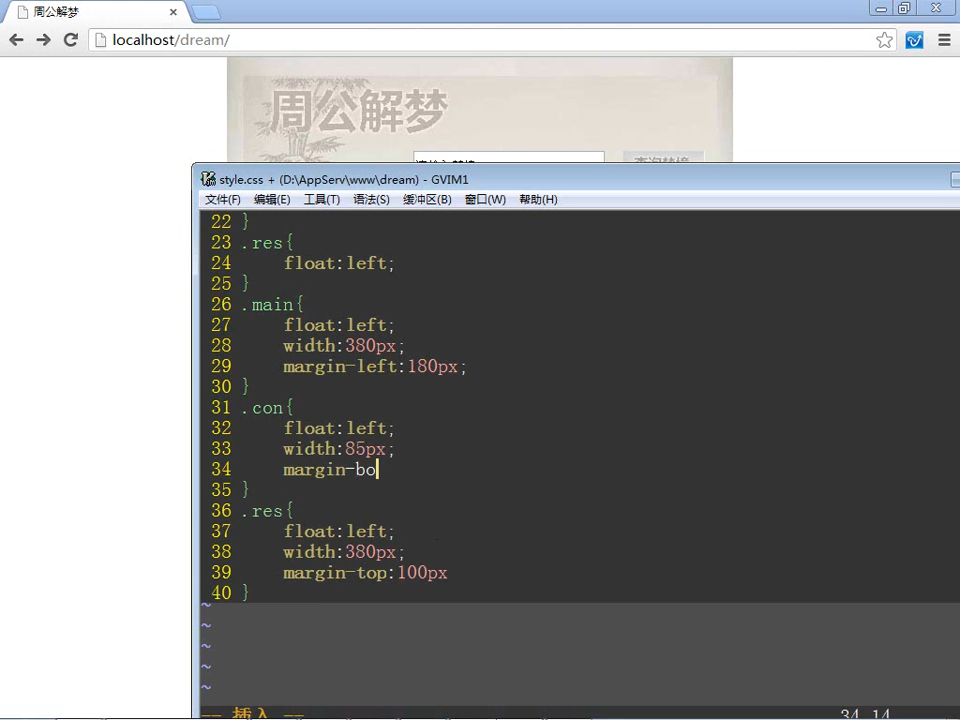 周公解梦
localhost/dream/
周公解梦
style.css + (D:\AppServ\www\dream) - GVIM1
文件(F) 编辑(E) 工具(T) 语法(S) 缓冲区(B) 窗口(W) 帮助(H)
22 }
23 .res{
24 float:left;
25 }
26 .main{
27 float:left;
28 width:380px;
29 margin-left:180px;
30 }
31 .con{
32 float:left;
33 width:85px;
34 margin-bo
35 }
36 .res{
37 float:left;
38 width:380px;
39 margin-top:100px
40 }
~
~
~
~
~
-- 插入 -- 34,14